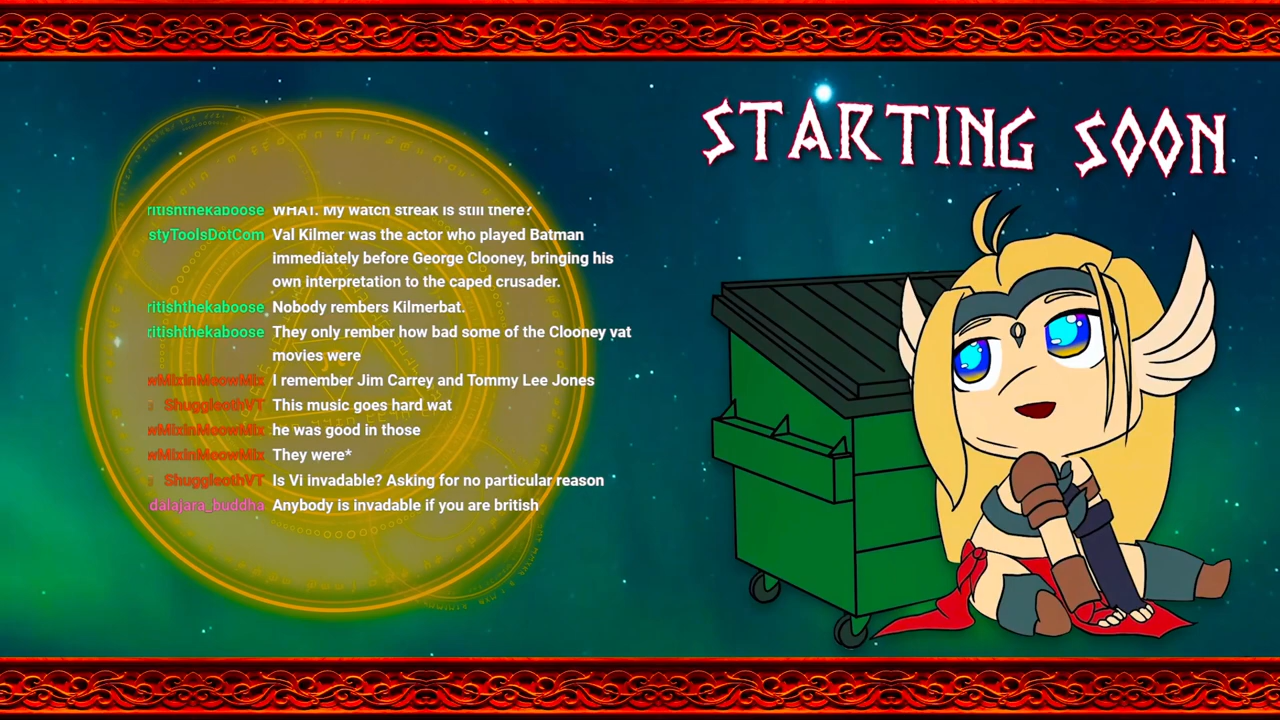 STARTING SOON
ritishthekaboose WHAT. My watch streak is still there?
styToolsDotCom Val Kilmer was the actor who played Batman
immediately before George Clooney, bringing his
own interpretation to the caped crusader.
ritishthekaboose Nobody rembers Kilmerbat.
ritishthekaboose They only rember how bad some of the Clooney vat
movies were
wMixinMeowMix I remember Jim Carrey and Tommy Lee Jones
: ShuggleothVT This music goes hard wat
wMixinMeowMix he was good in those
wMixinMeowMix They were*
: ShuggleothVT Is Vi invadable? Asking for no particular reason
dalajara_buddha Anybody is invadable if you are british